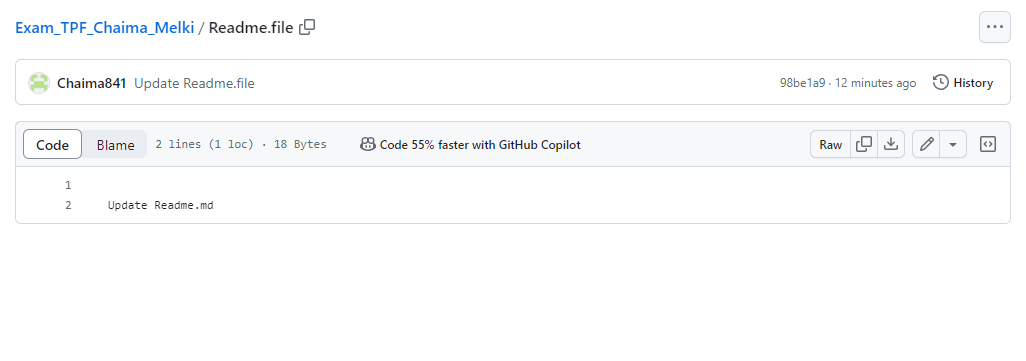 Exam_TPF_Chaima_Melki / Readme.file
Chaima841 Update Readme.file 98be1a9 · 12 minutes ago History
Code Blame 2 lines (1 loc) · 18 Bytes Code 55% faster with GitHub Copilot Raw
1
2 Update Readme.md